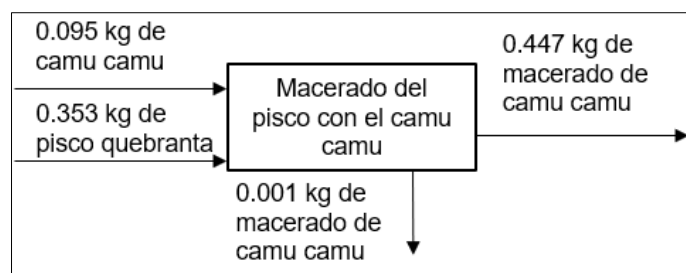 0.095 kg de
camu camu
0.353 kg de
pisco quebranta
Macerado del
pisco con el camu
camu
0.447 kg de
macerado de
camu camu
0.001 kg de
macerado de
camu camu